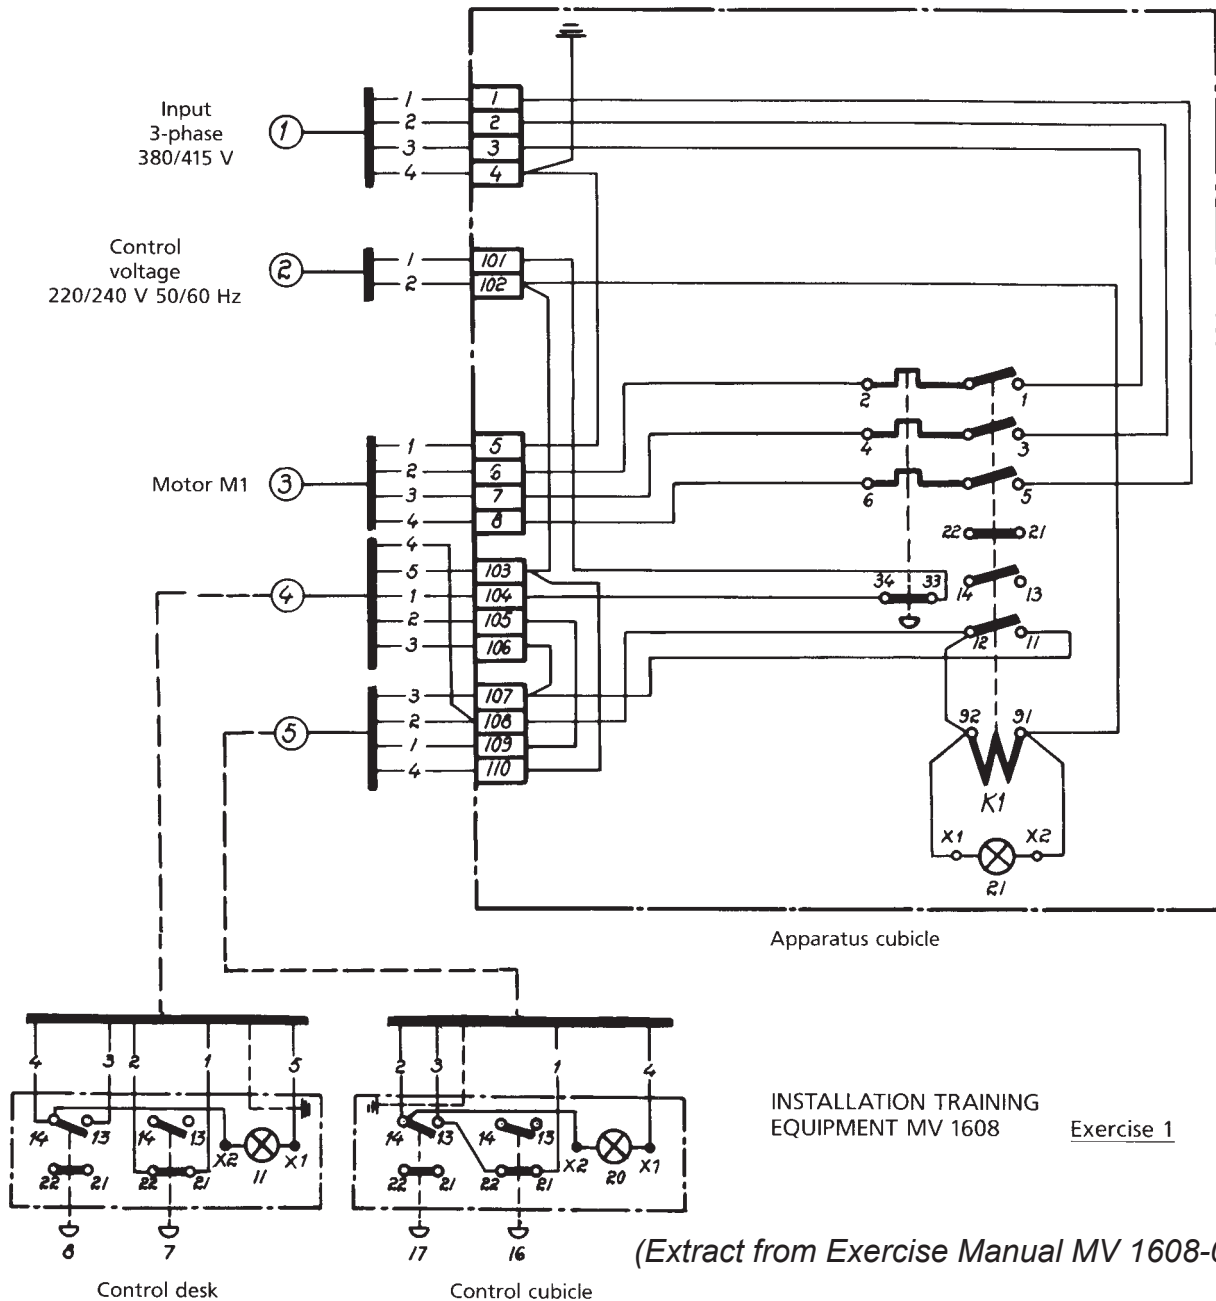 Input
3-phase
380/415 V
1
1 1
2 2
3 3
4 4
Control
voltage
220/240 V 50/60 Hz
2
1 101
2 102
Motor M1
3
1 5
2 6
3 7
4 8
4
4
5 103
1 104
2 105
3 106
5
3 107
2 108
1 109
4 110
2 1
4 3
6 5
22 21
34 33 14 13
12 11
92 91
K1
X1 X2
21
Apparatus cubicle
4 3 2 1 5
14 13 14 13
X2 X1
22 21 22 21 11
8 7
Control desk
2 3 1 4
14 13 14 13
X2 X1
22 21 22 21 20
17 16
Control cubicle
INSTALLATION TRAINING
EQUIPMENT MV 1608 Exercise 1
(Extract from Exercise Manual MV 1608-